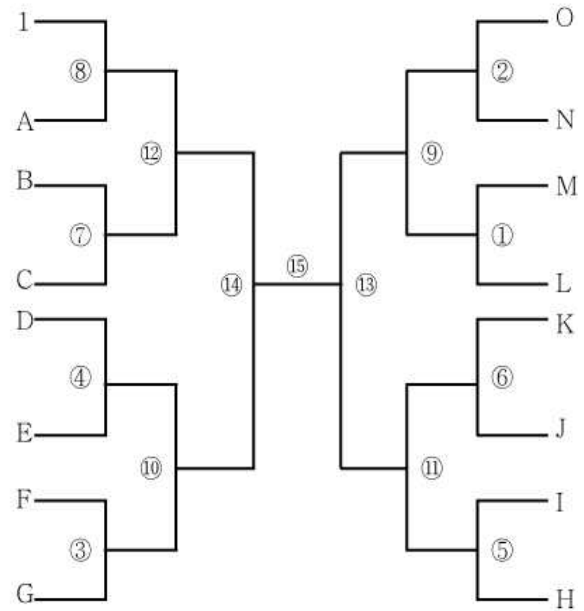 1 O
⑧ ②
A N
⑫ ⑨
B M
⑦ ①
C L
⑭ ⑮ ⑬
D K
④ ⑥
E J
⑩ ⑪
F I
③ ⑤
G H